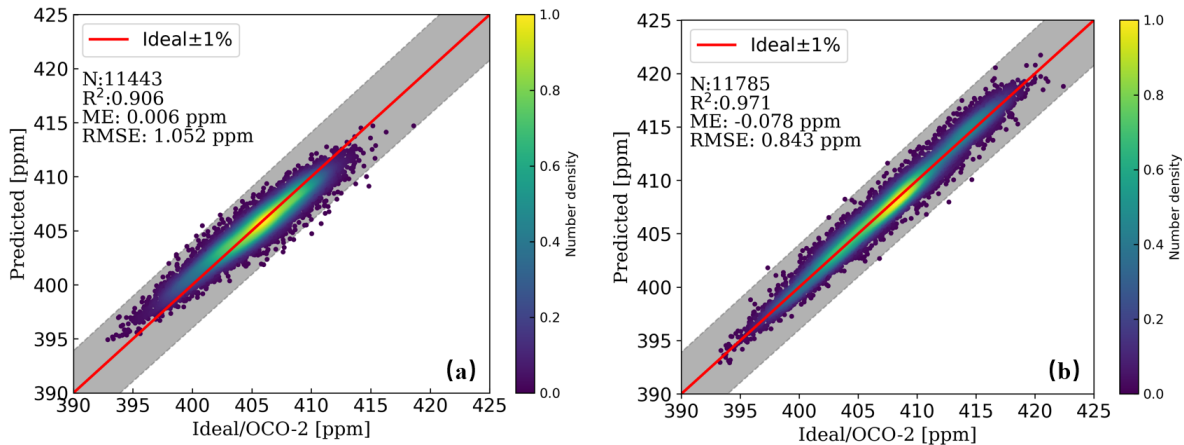 Ideal±1%
N:11443
R²:0.906
ME: 0.006 ppm
RMSE: 1.052 ppm
(a)
425
420
415
410
405
400
395
390
Predicted [ppm]
390 395 400 405 410 415 420 425
Ideal/OCO-2 [ppm]
1.0
0.8
0.6
0.4
0.2
0.0
Number density
Ideal±1%
N:11785
R²:0.971
ME: -0.078 ppm
RMSE: 0.843 ppm
(b)
425
420
415
410
405
400
395
390
Predicted [ppm]
390 395 400 405 410 415 420 425
Ideal/OCO-2 [ppm]
1.0
0.8
0.6
0.4
0.2
0.0
Number density